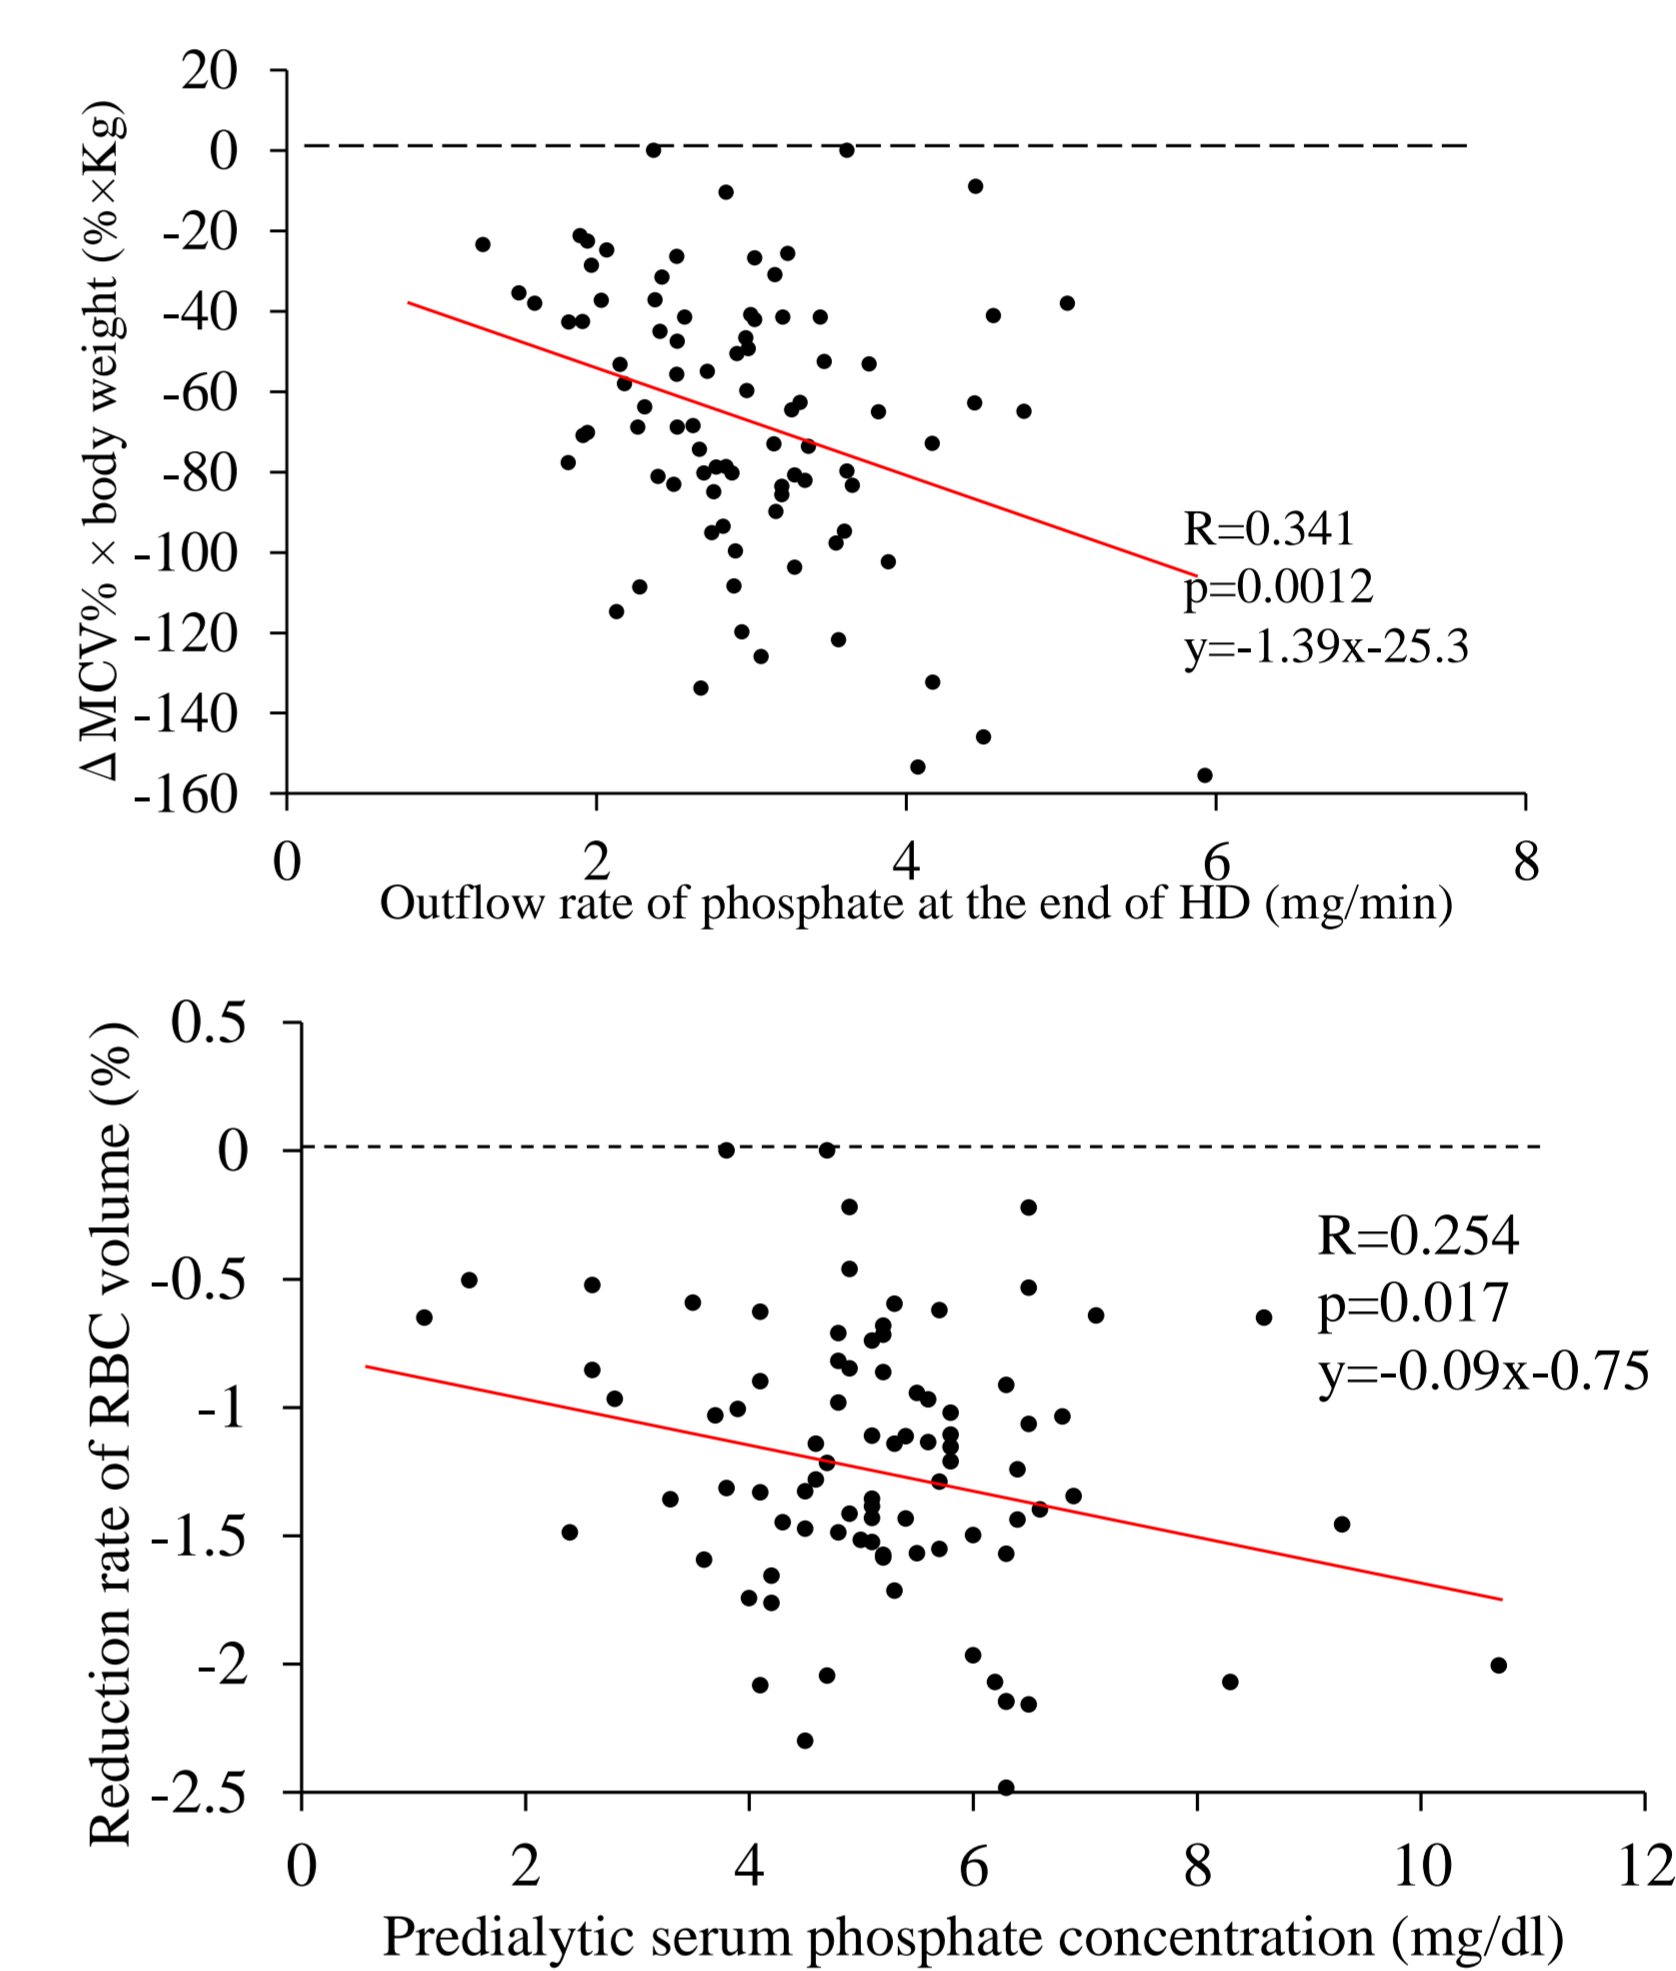 20
0
-20
-40
-60
-80
-100
-120
-140
-160
Δ MCV% × body weight (%×Kg)
R=0.341
p=0.0012
y=-1.39x-25.3
0 2 4 6 8
Outflow rate of phosphate at the end of HD (mg/min)
0.5
0
-0.5
-1
-1.5
-2
-2.5
Reduction rate of RBC volume (%)
R=0.254
p=0.017
y=-0.09x-0.75
0 2 4 6 8 10 12
Predialytic serum phosphate concentration (mg/dl)